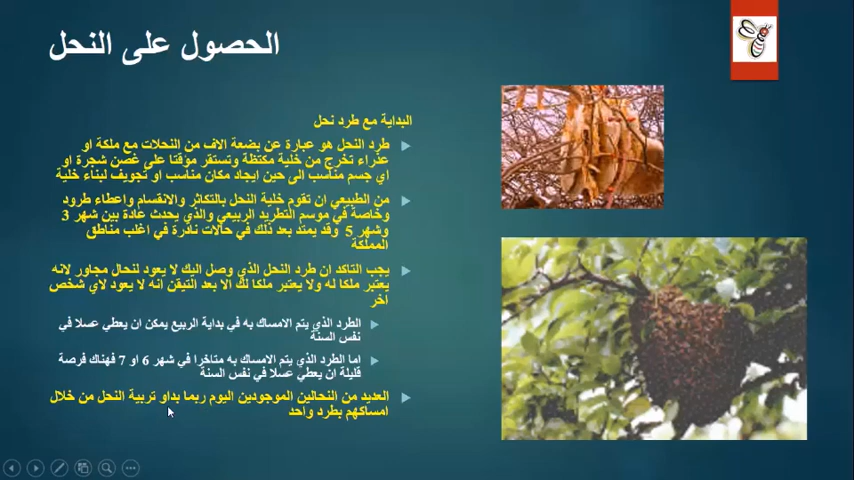 الحصول على النحل
البداية مع طرد نحل
طرد النحل هو عبارة عن بضعة الاف من النحلات مع ملكة او
عذراء تخرج من خلية مكتظة وتستقر مؤقتا على غصن شجرة او
اي جسم مناسب الى حين ايجاد مكان مناسب او تجويف لبناء خلية
من الطبيعي ان تقوم خلية النحل بالتكاثر والانقسام واعطاء طرود
وخاصة في موسم التطريد الربيعي والذي يحدث عادة بين شهر 3
وشهر 5 وقد يمتد بعد ذلك في حالات نادرة في اغلب مناطق
المملكة
يجب التاكد ان طرد النحل الذي وصل اليك لا يعود لنحال مجاور لانه
يعتبر ملكا له ولا يعتبر ملكا لك الا بعد التيقن انه لا يعود لاي شخص
اخر
الطرد الذي يتم الامساك به في بداية الربيع يمكن ان يعطي عسلا في
نفس السنة
اما الطرد الذي يتم الامساك به متاخرا في شهر 6 او 7 فهناك فرصة
قليلة ان يعطي عسلا في نفس السنة
العديد من النحالين الموجودين اليوم ربما بداو تربية النحل من خلال
امساكهم بطرد واحد